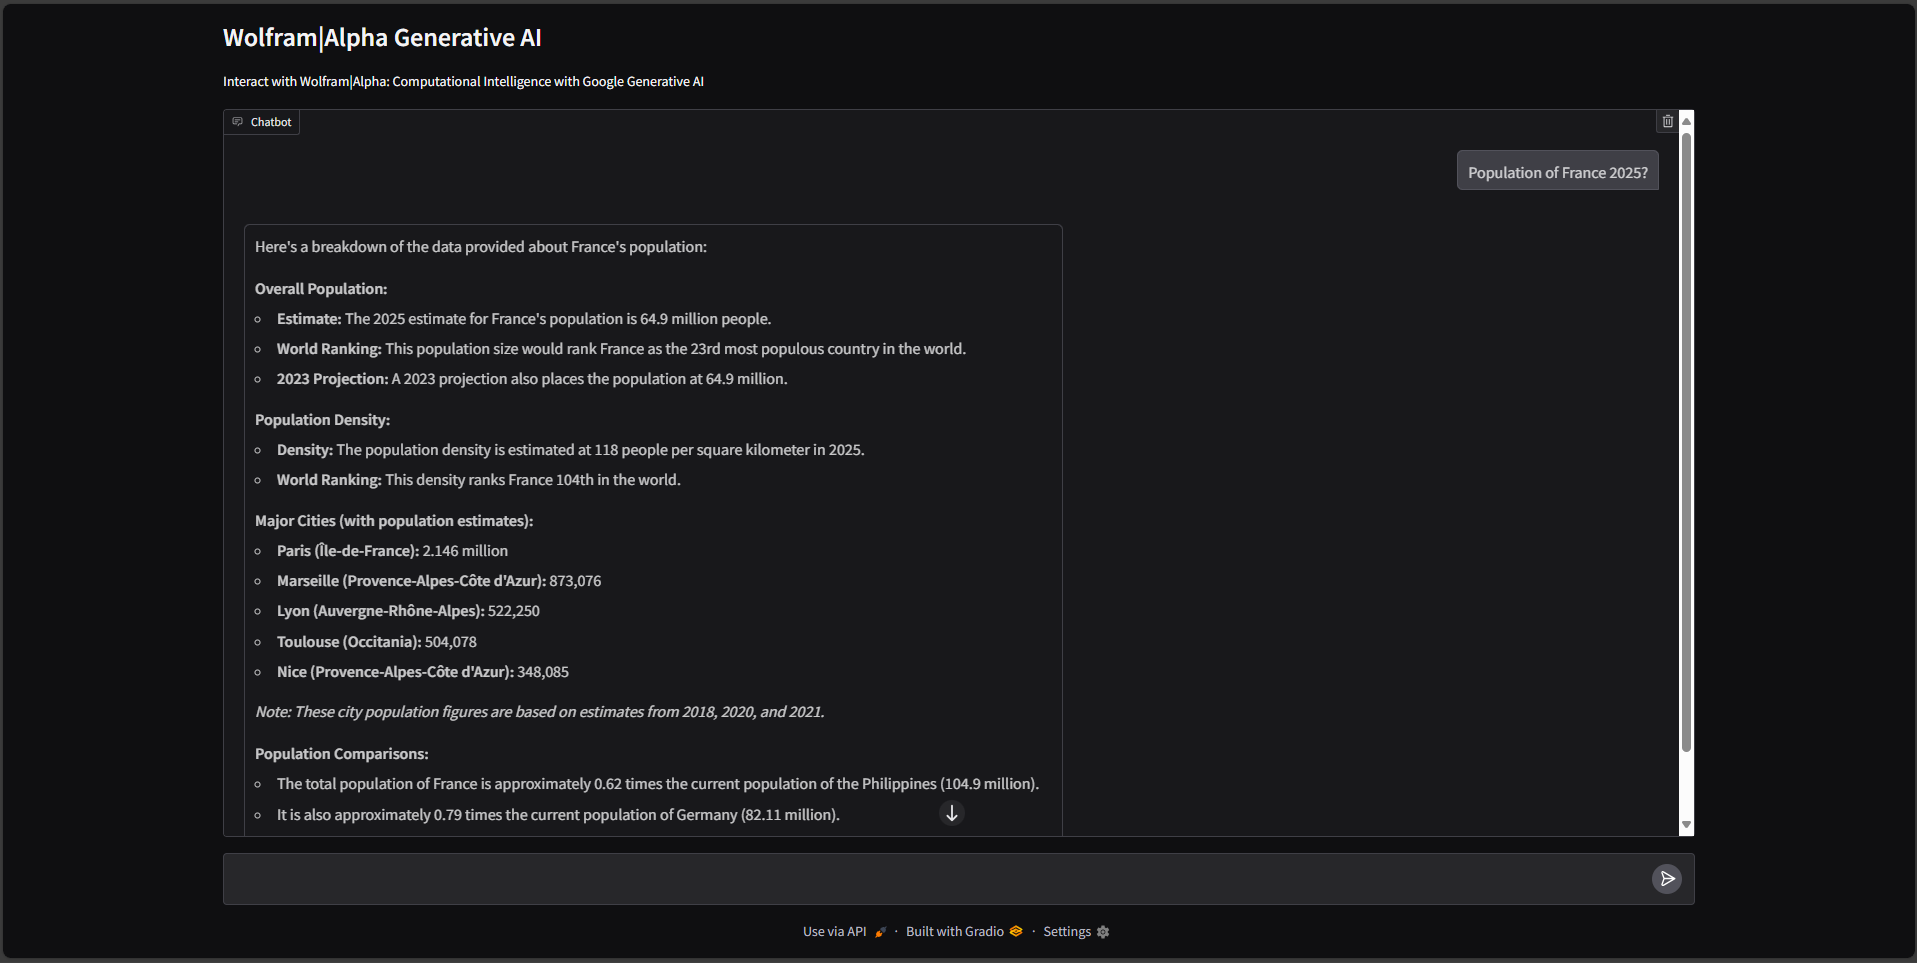 Wolfram|Alpha Generative AI
Interact with Wolfram|Alpha: Computational Intelligence with Google Generative AI
Chatbot
Population of France 2025?
Here's a breakdown of the data provided about France's population:
Overall Population:
Estimate: The 2025 estimate for France's population is 64.9 million people.
World Ranking: This population size would rank France as the 23rd most populous country in the world.
2023 Projection: A 2023 projection also places the population at 64.9 million.
Population Density:
Density: The population density is estimated at 118 people per square kilometer in 2025.
World Ranking: This density ranks France 104th in the world.
Major Cities (with population estimates):
Paris (Île-de-France): 2.146 million
Marseille (Provence-Alpes-Côte d'Azur): 873,076
Lyon (Auvergne-Rhône-Alpes): 522,250
Toulouse (Occitania): 504,078
Nice (Provence-Alpes-Côte d'Azur): 348,085
Note: These city population figures are based on estimates from 2018, 2020, and 2021.
Population Comparisons:
The total population of France is approximately 0.62 times the current population of the Philippines (104.9 million).
It is also approximately 0.79 times the current population of Germany (82.11 million).
Use via API · Built with Gradio · Settings